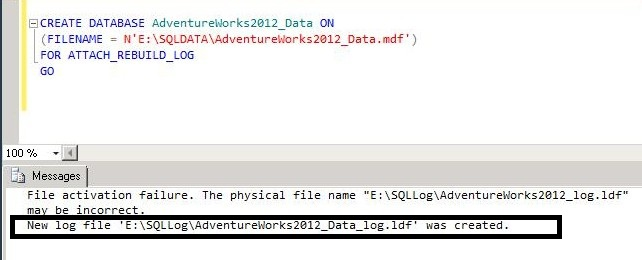 CREATE DATABASE AdventureWorks2012_Data ON
(FILENAME = N'E:\SQLDATA\AdventureWorks2012_Data.mdf')
FOR ATTACH_REBUILD_LOG
GO
100 %
Messages
File activation failure. The physical file name "E:\SQLLog\AdventureWorks2012_log.ldf"
may be incorrect.
New log file 'E:\SQLLog\AdventureWorks2012_Data_log.ldf' was created.